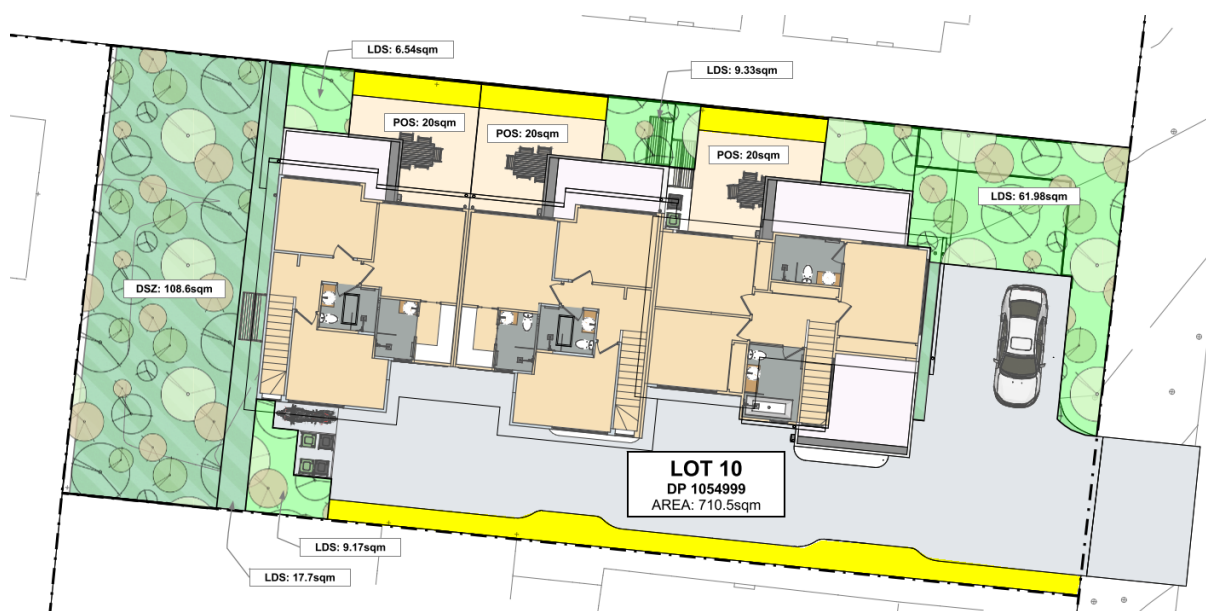 LDS: 6.54sqm
LDS: 9.33sqm
POS: 20sqm
POS: 20sqm
POS: 20sqm
LDS: 61.98sqm
DSZ: 108.6sqm
LOT 10
DP 1054999
AREA: 710.5sqm
LDS: 9.17sqm
LDS: 17.7sqm